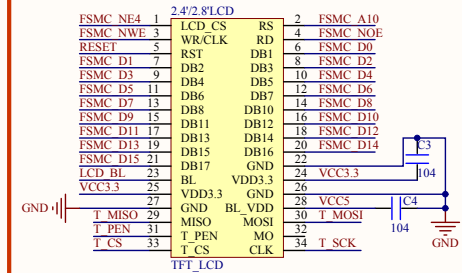 2.4'/2.8'LCD
FSMC_NE4 1 LCD_CS RS 2 FSMC_A10
FSMC_NWE 3 WR/CLK RD 4 FSMC_NOE
RESET 5 RST DB1 6 FSMC_D0
FSMC_D1 7 DB2 DB3 8 FSMC_D2
FSMC_D3 9 DB4 DB5 10 FSMC_D4
FSMC_D5 11 DB6 DB7 12 FSMC_D6
FSMC_D7 13 DB8 DB10 14 FSMC_D8
FSMC_D9 15 DB11 DB12 16 FSMC_D10
FSMC_D11 17 DB13 DB14 18 FSMC_D12
FSMC_D13 19 DB15 DB16 20 FSMC_D14
FSMC_D15 21 DB17 GND 22
C3
LCD_BL 23 BL VDD3.3 24 VCC3.3
104
VCC3.3 25 VDD3.3 GND 26
GND 27 GND BL_VDD 28 VCC5 C4
T_MISO 29 MISO MOSI 30 T_MOSI
104
T_PEN 31 T_PEN MO 32
T_CS 33 T_CS CLK 34 T_SCK
GND
TFT_LCD